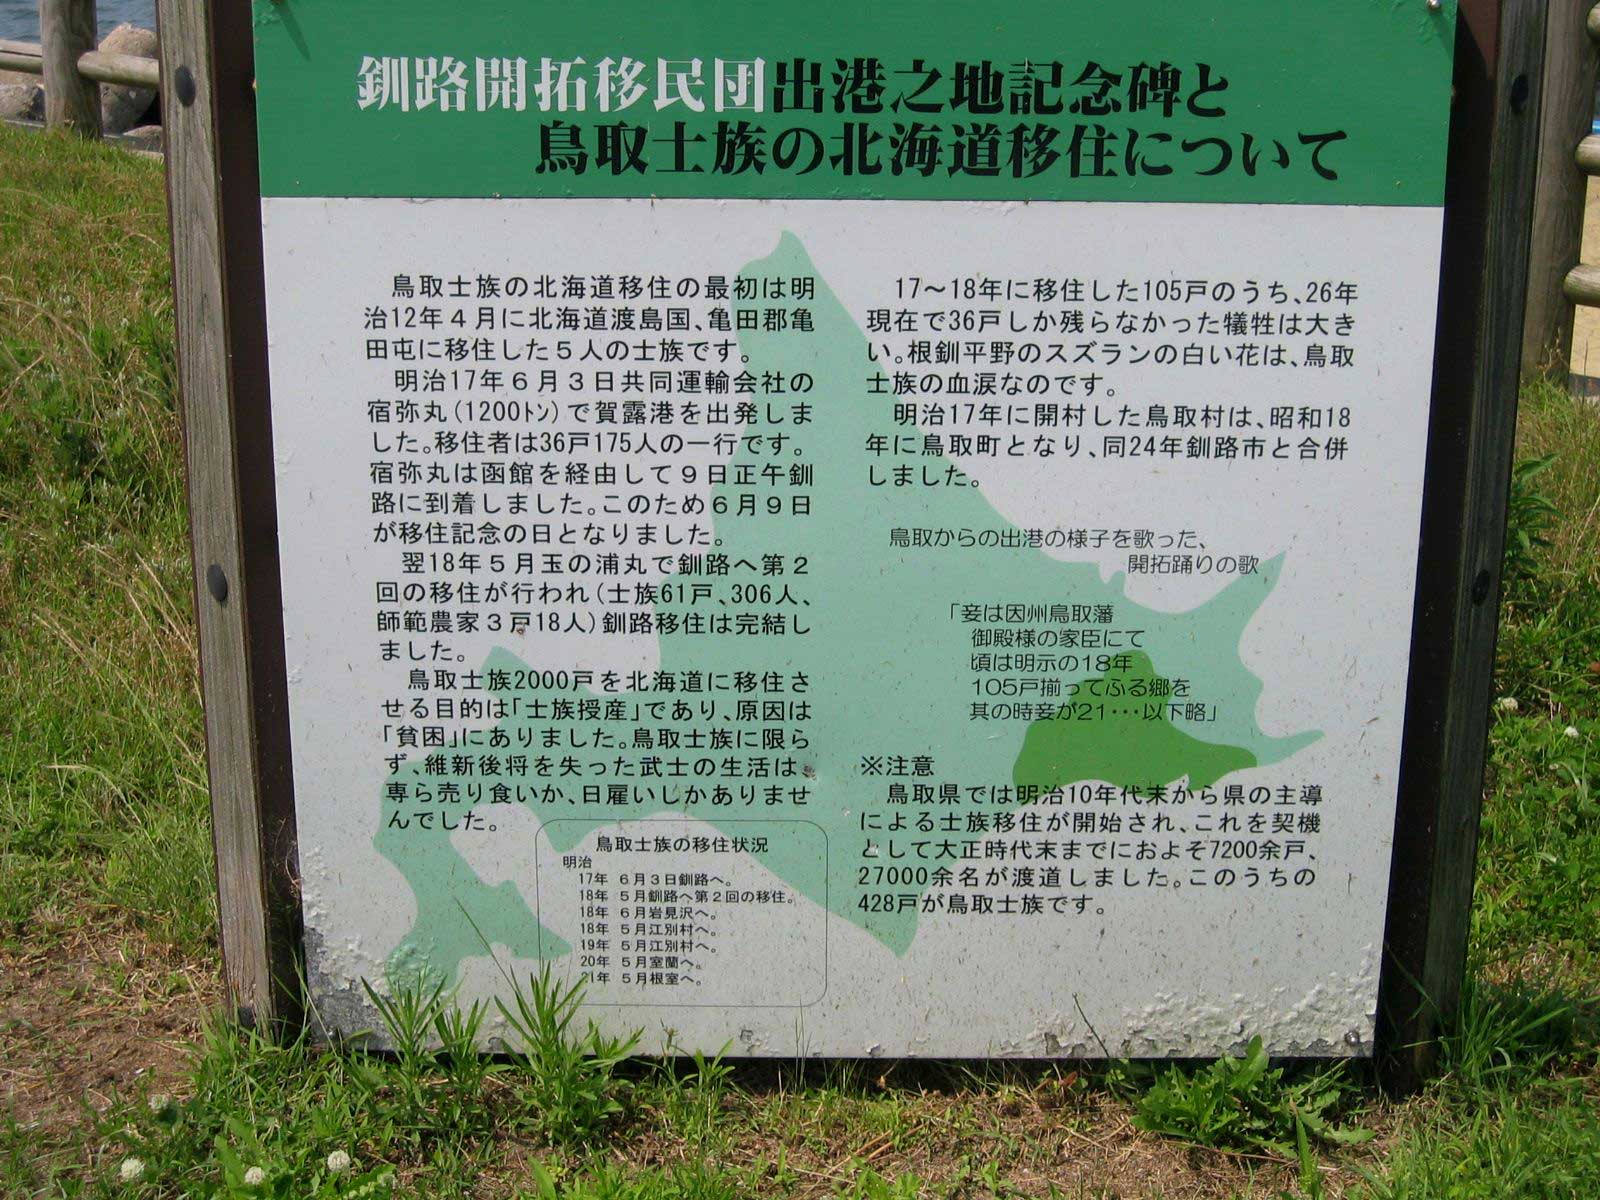 釧路開拓移民団出港之地記念碑と
鳥取士族の北海道移住について
鳥取士族の北海道移住の最初は明
治12年４月に北海道渡島国、亀田郡亀
田屯に移住した５人の士族です。
明治17年６月３日共同運輸会社の
宿弥丸(1200ﾄﾝ)で賀露港を出発しま
した。移住者は36戸175人の一行です。
宿弥丸は函館を経由して９日正午釧
路に到着しました。このため６月９日
が移住記念の日となりました。
翌18年５月玉の浦丸で釧路へ第２
回の移住が行われ(士族61戸、306人、
師範農家３戸18人)釧路移住は完結し
ました。
鳥取士族2000戸を北海道に移住さ
せる目的は「士族授産」であり、原因は
「貧困」にありました。鳥取士族に限ら
ず、維新後将を失った武士の生活は、
専ら売り食いか、日雇いしかありませ
んでした。
鳥取士族の移住状況
明治
17年 ６月３日釧路へ。
18年 ５月釧路へ第２回の移住。
18年 ６月岩見沢へ。
18年 ５月江別村へ。
19年 ５月江別村へ。
20年 ５月室蘭へ。
21年 ５月根室へ。
17〜18年に移住した105戸のうち、26年
現在で36戸しか残らなかった犠牲は大き
い。根釧平野のスズランの白い花は、鳥取
士族の血涙なのです。
明治17年に開村した鳥取村は、昭和18
年に鳥取町となり、同24年釧路市と合併
しました。
鳥取からの出港の様子を歌った、
開拓踊りの歌
「妾は因州鳥取藩
御殿様の家臣にて
頃は明示の18年
105戸揃ってふる郷を
其の時妾が21・・・以下略」
※注意
鳥取県では明治10年代末から県の主導
による士族移住が開始され、これを契機
として大正時代末までにおよそ7200余戸、
27000余名が渡道しました。このうちの
428戸が鳥取士族です。